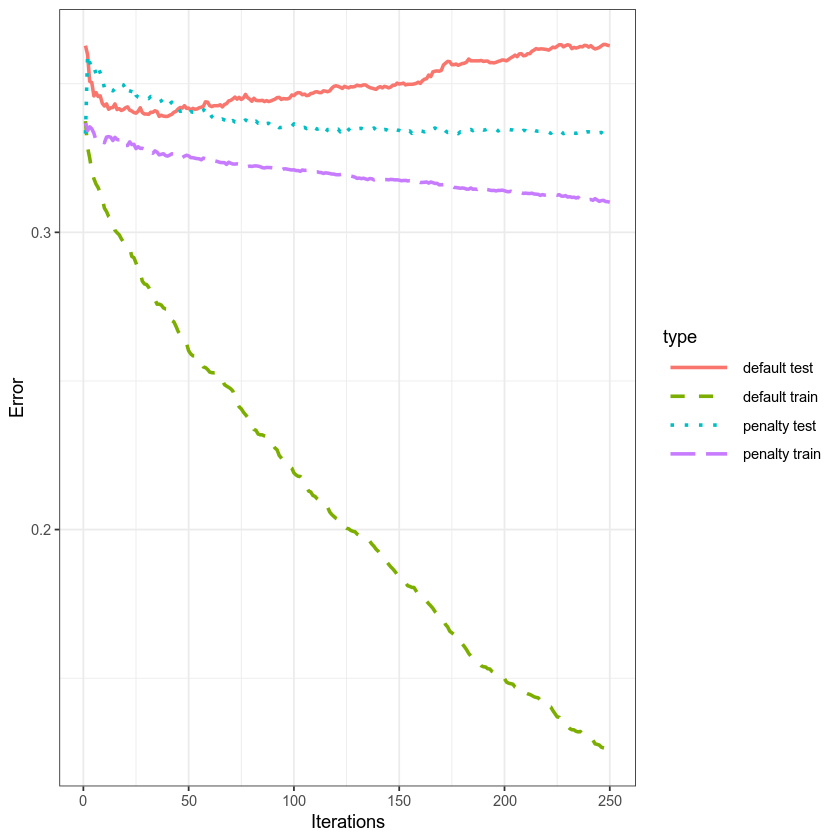 Error
0.3
0.2
0
50
100
150
200
250
Iterations
type
default test
default train
penalty test
penalty train